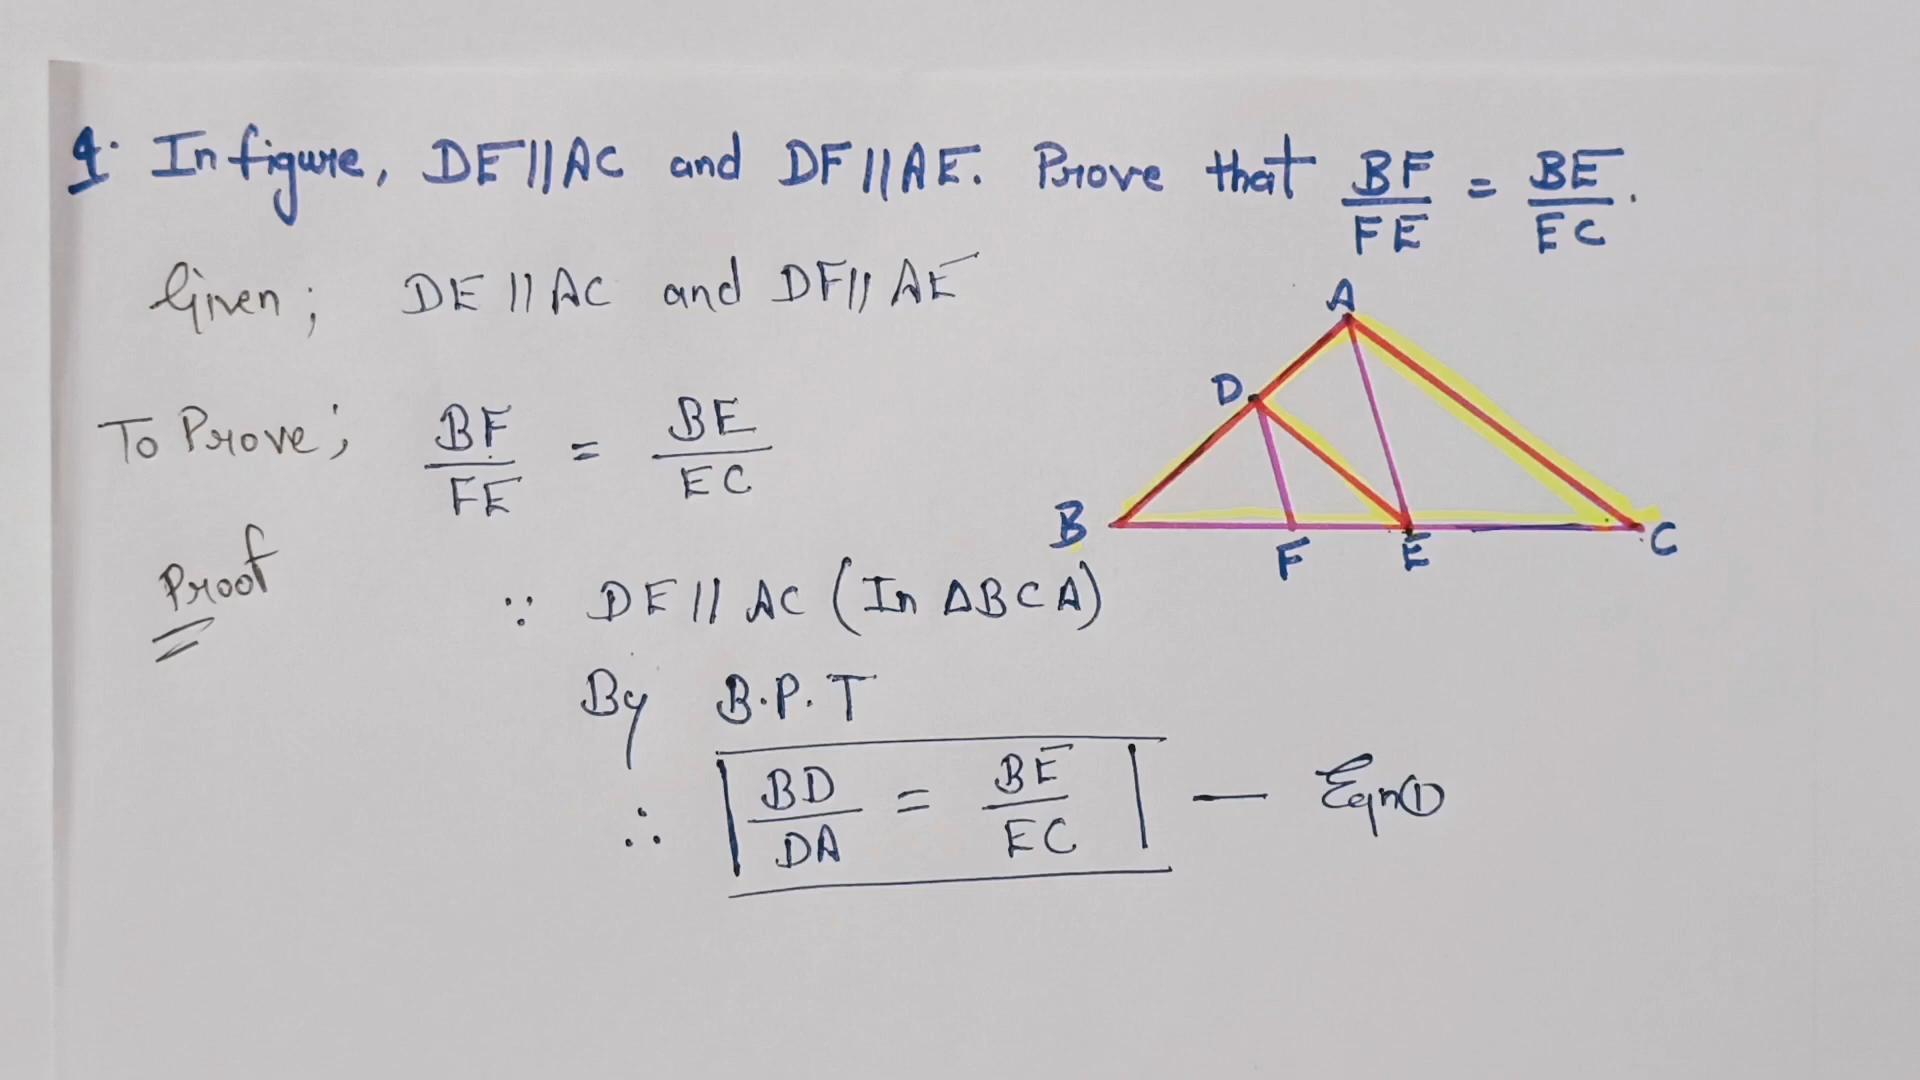 Q. In figure, DE||AC and DF||AE. Prove that BF/FE = BE/EC.
Given; DE || AC and DF|| AE
To Prove; BF/FE = BE/EC
A
D
B
F
E
C
Proof
∵ DE || AC (In ΔBCA)
By B.P.T
∴ BD/DA = BE/EC — Eqn①